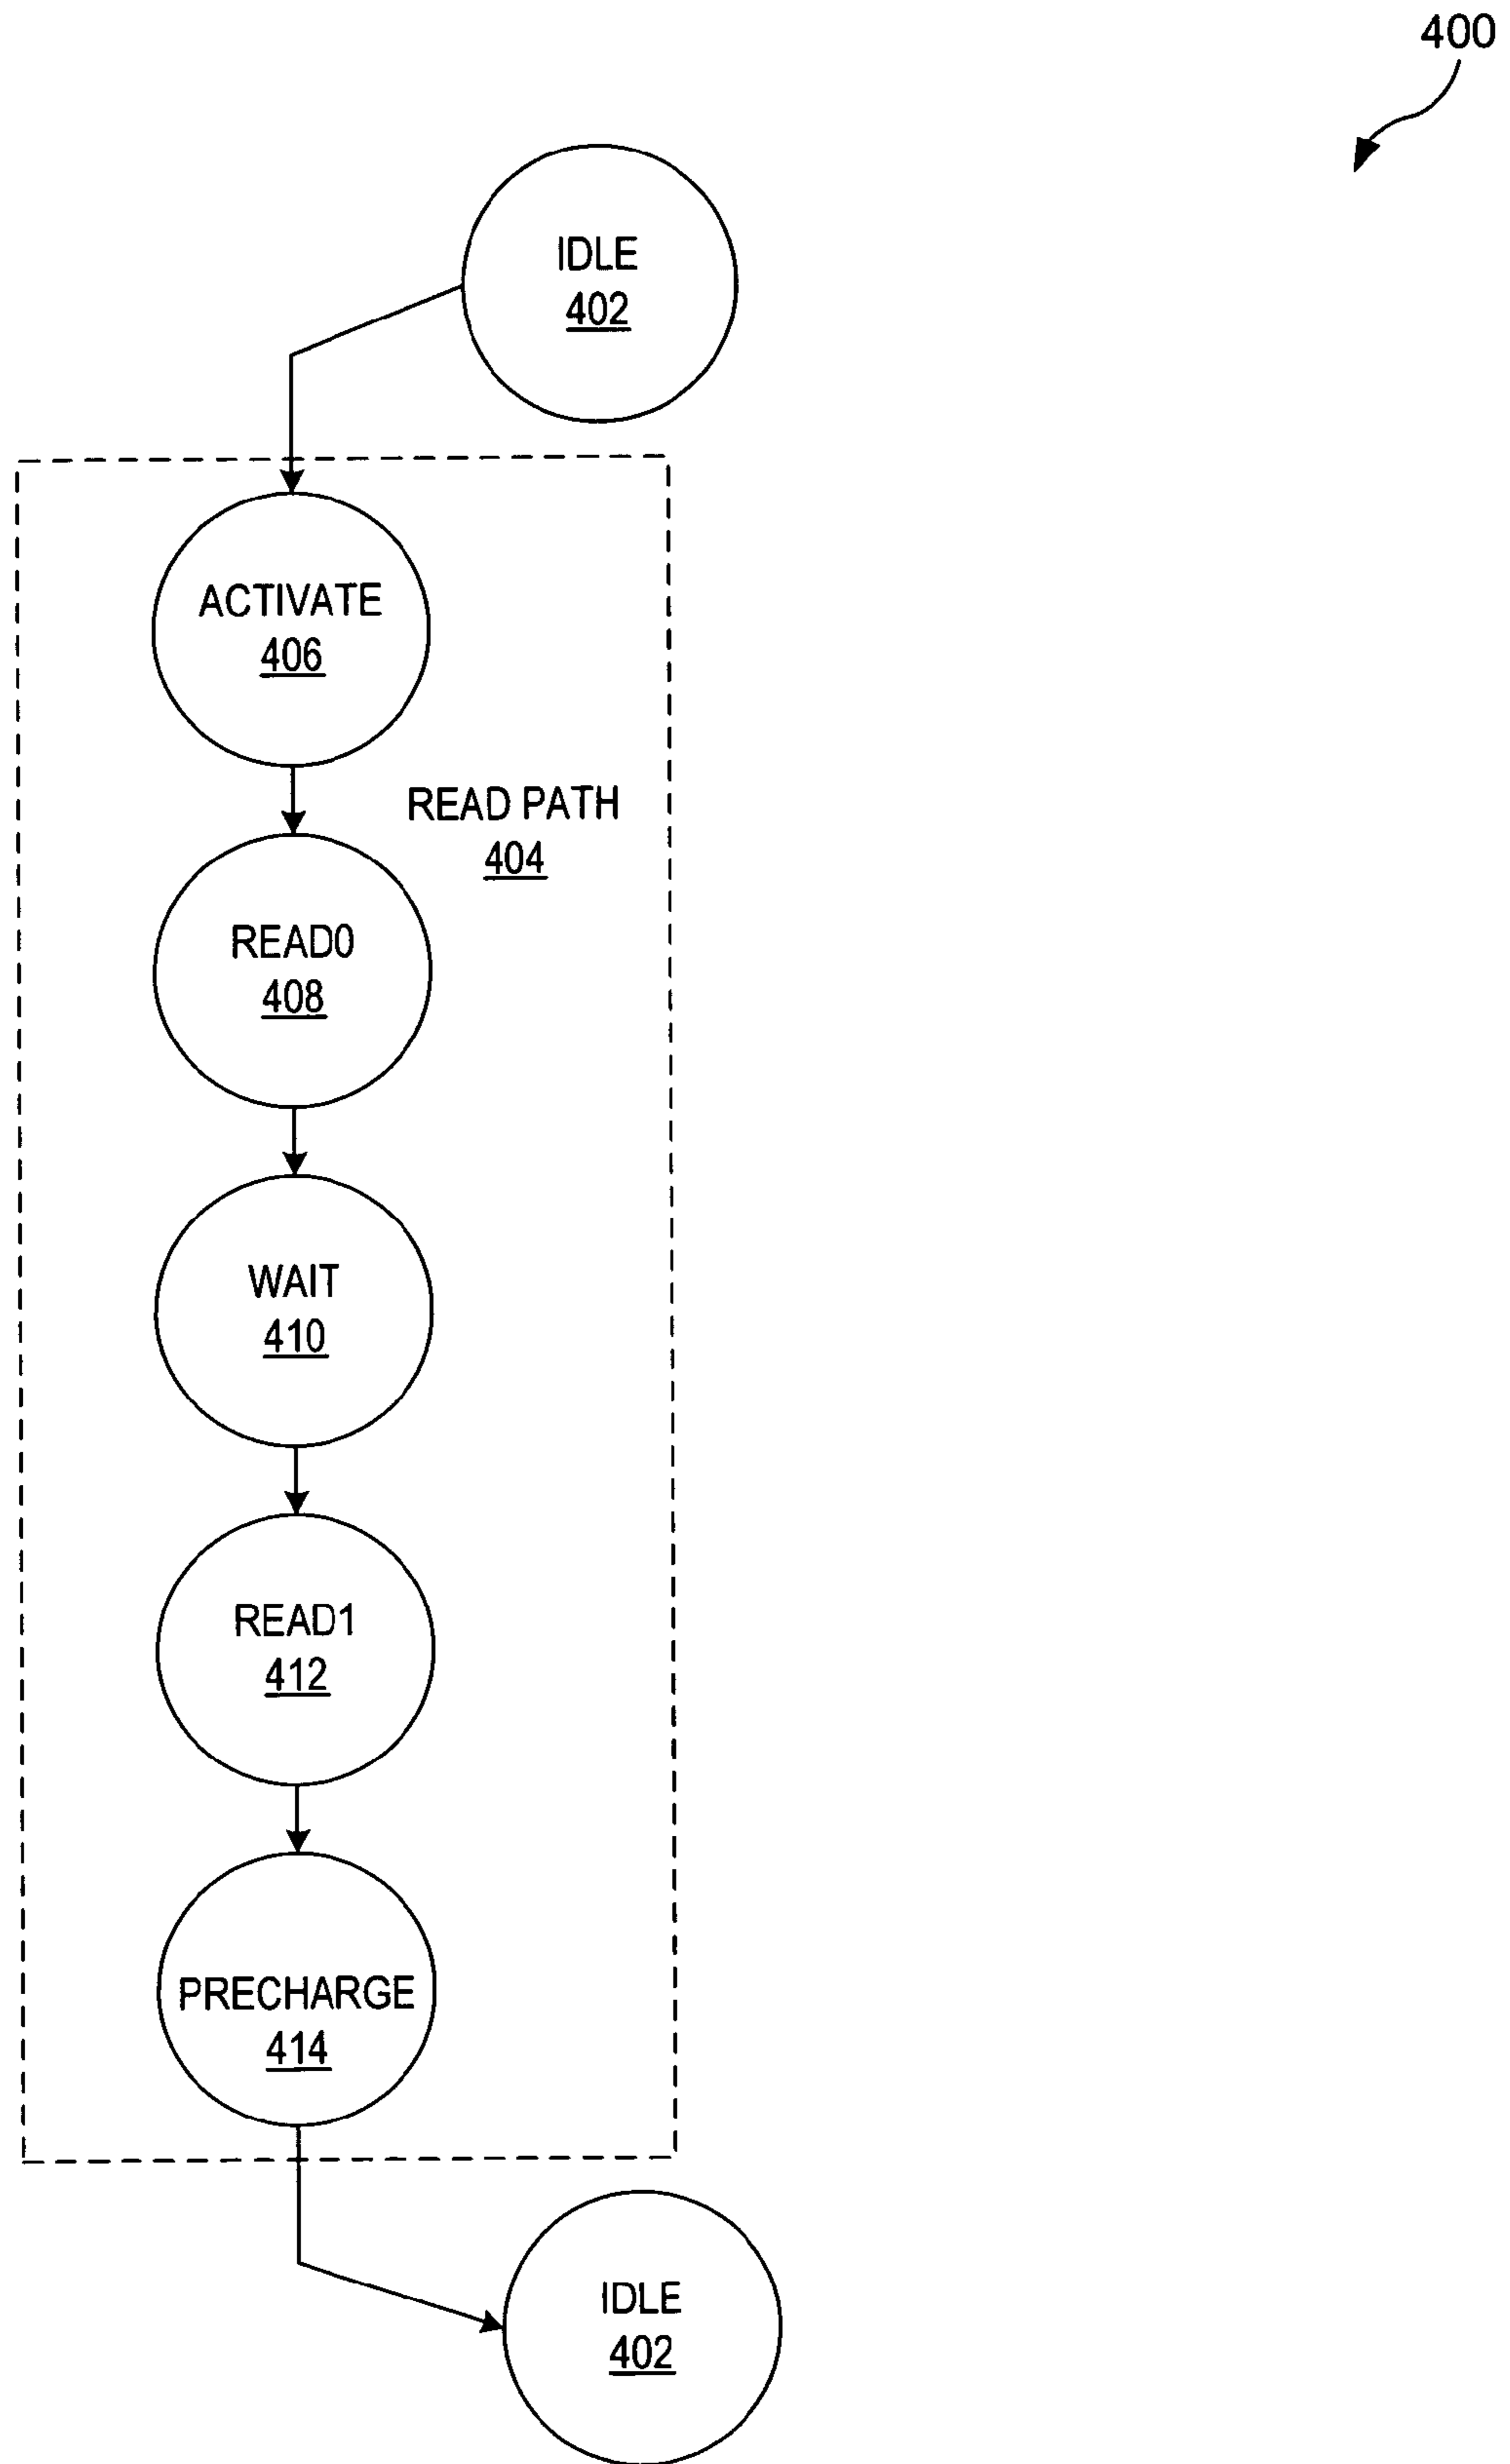 400
IDLE
402
ACTIVATE
406
READ PATH
404
READ0
408
WAIT
410
READ1
412
PRECHARGE
414
IDLE
402